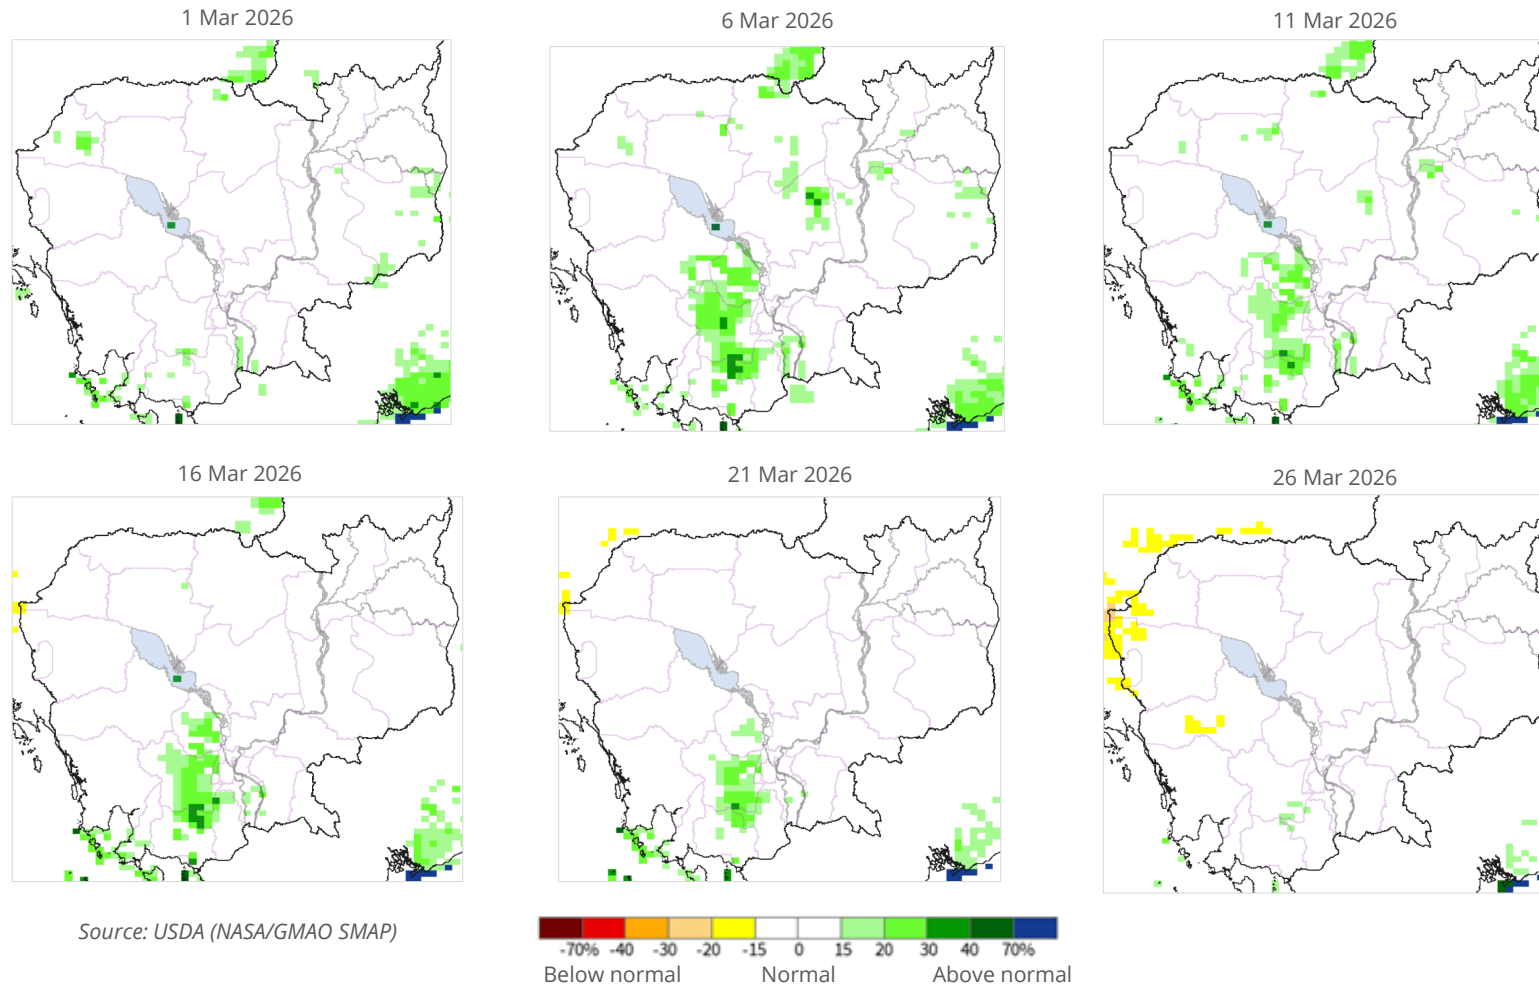 1 Mar 2026
6 Mar 2026
11 Mar 2026
16 Mar 2026
21 Mar 2026
26 Mar 2026
Source: USDA (NASA/GMAO SMAP)
-70% -40 -30 -20 -15 0 15 20 30 40 70%
Below normal Normal Above normal